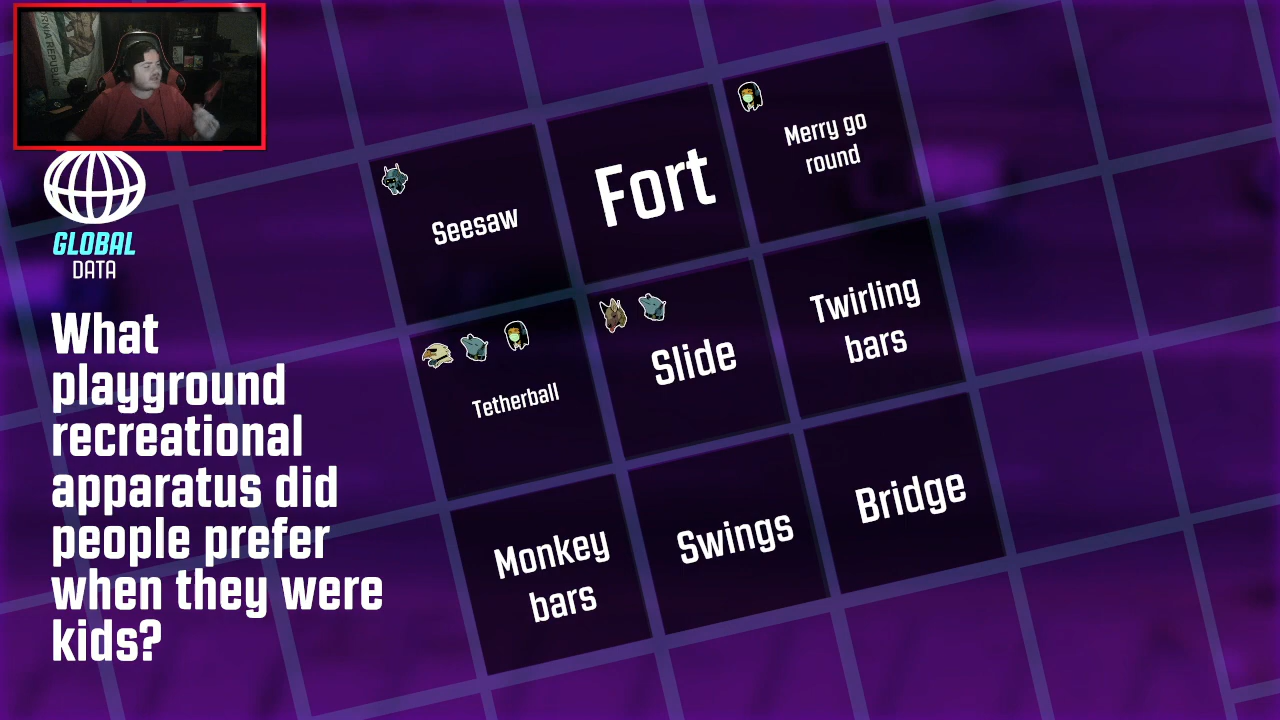 GLOBAL
DATA
What
playground
recreational
apparatus did
people prefer
when they were
kids?
Seesaw
Fort
Merry go
round
Tetherball
Slide
Twirling
bars
Monkey
bars
Swings
Bridge